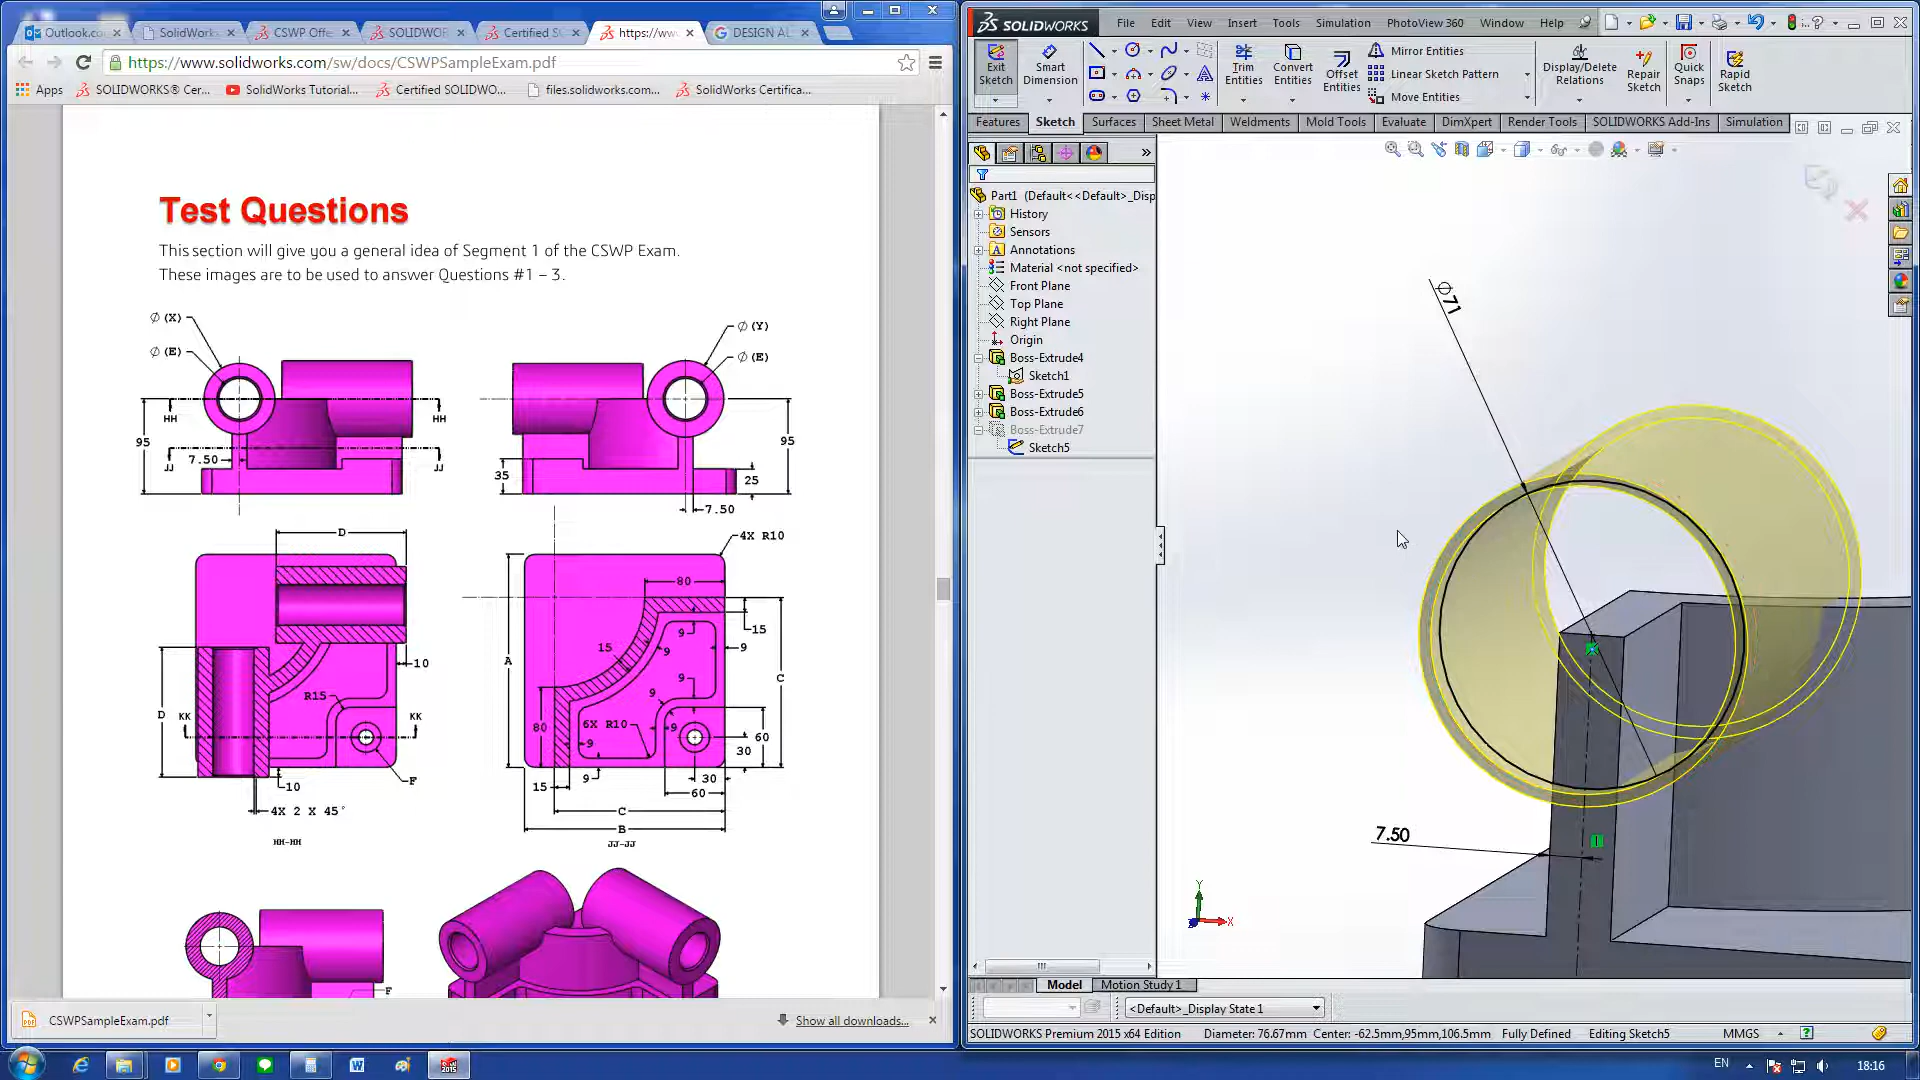 Outlook.co
SolidWork
CSWP Offe
SOLIDWOR
Certified S
https://ww
DESIGN AL
https://www.solidworks.com/sw/docs/CSWPSampleExam.pdf
Apps
SOLIDWORKS® Cer...
SolidWorks Tutorial...
Certified SOLIDWO...
files.solidworks.com...
SolidWorks Certifica...
Test Questions
This section will give you a general idea of Segment 1 of the CSWP Exam.
These images are to be used to answer Questions #1 – 3.
∅ (X)
∅ (E)
∅ (Y)
∅ (E)
HH
HH
95
7.50
JJ
JJ
95
35
25
7.50
D
4X R10
80
15
10
A
15
9
9
9
C
R15
9
D
KK
KK
9
80
6X R10
9
9
60
30
F
10
9
15
30
60
4X 2 X 45°
C
B
HH-HH
JJ-JJ
F
CSWPSampleExam.pdf
Show all downloads...
SOLIDWORKS
File
Edit
View
Insert
Tools
Simulation
PhotoView 360
Window
Help
Exit Sketch
Smart Dimension
Trim Entities
Convert Entities
Offset Entities
Mirror Entities
Linear Sketch Pattern
Move Entities
Display/Delete Relations
Repair Sketch
Quick Snaps
Rapid Sketch
Features
Sketch
Surfaces
Sheet Metal
Weldments
Mold Tools
Evaluate
DimXpert
Render Tools
SOLIDWORKS Add-Ins
Simulation
Part1 (Default<<Default>_Disp
History
Sensors
Annotations
Material <not specified>
Front Plane
Top Plane
Right Plane
Origin
Boss-Extrude4
Sketch1
Boss-Extrude5
Boss-Extrude6
Boss-Extrude7
Sketch5
∅71
7.50
Y
X
Z
Model
Motion Study 1
<Default>_Display State 1
SOLIDWORKS Premium 2015 x64 Edition
Diameter: 76.67mm
Center: -62.5mm,95mm,106.5mm
Fully Defined
Editing Sketch5
MMGS
EN
18:16